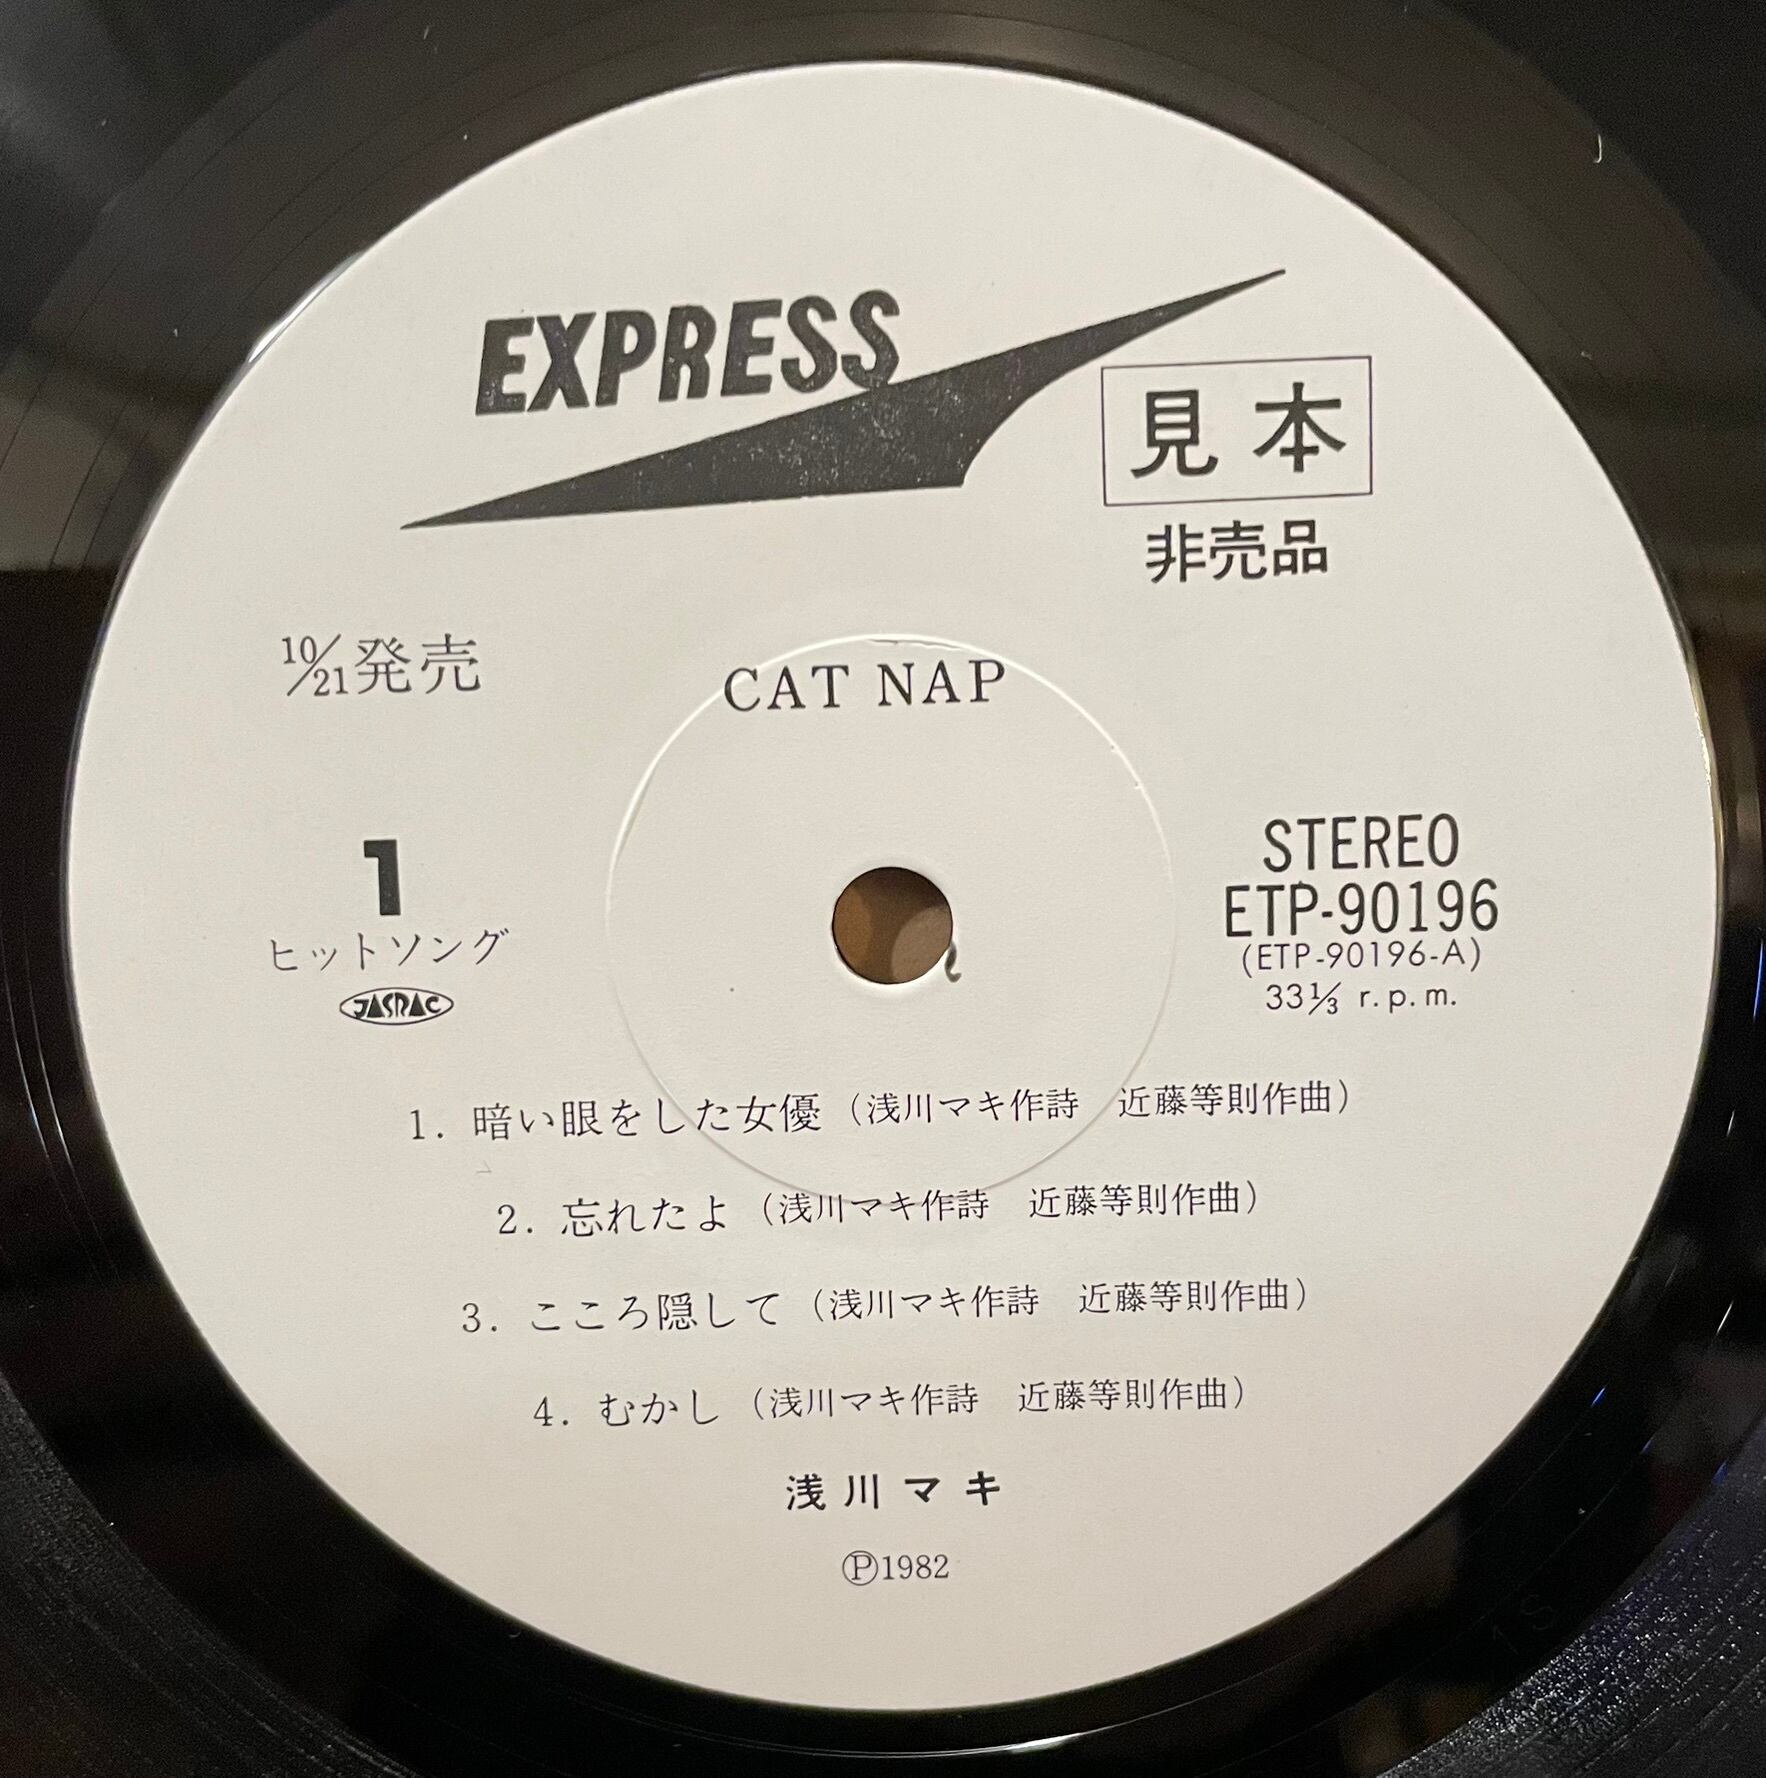 EXPRESS
見本
非売品
10/21発売
CAT NAP
1
ヒットソング
JASRAC
STEREO
ETP-90196
(ETP-90196-A)
33 1/3 r.p.m.
1. 暗い眼をした女優（浅川マキ作詩　近藤等則作曲）
2. 忘れたよ（浅川マキ作詩　近藤等則作曲）
3. こころ隠して（浅川マキ作詩　近藤等則作曲）
4. むかし（浅川マキ作詩　近藤等則作曲）
浅川マキ
Ⓟ1982
1S